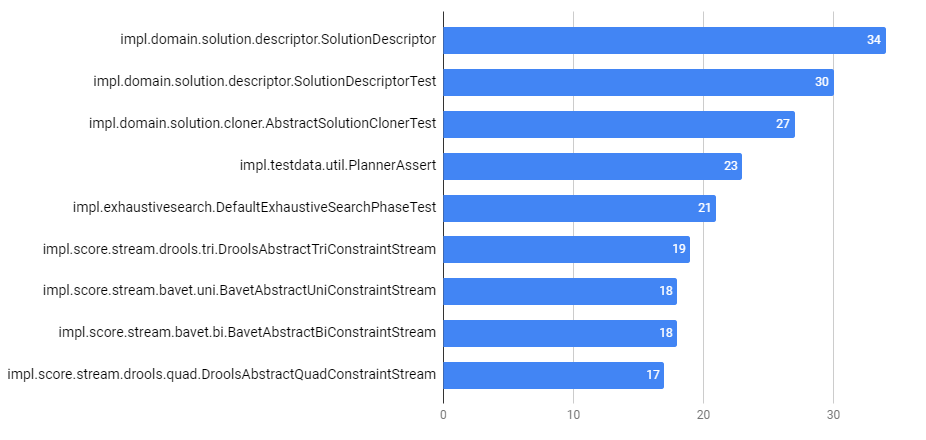 impl.domain.solution.descriptor.SolutionDescriptor 34
impl.domain.solution.descriptor.SolutionDescriptorTest 30
impl.domain.solution.cloner.AbstractSolutionClonerTest 27
impl.testdata.util.PlannerAssert 23
impl.exhaustivesearch.DefaultExhaustiveSearchPhaseTest 21
impl.score.stream.drools.tri.DroolsAbstractTriConstraintStream 19
impl.score.stream.bavet.uni.BavetAbstractUniConstraintStream 18
impl.score.stream.bavet.bi.BavetAbstractBiConstraintStream 18
impl.score.stream.drools.quad.DroolsAbstractQuadConstraintStream 17
0 10 20 30